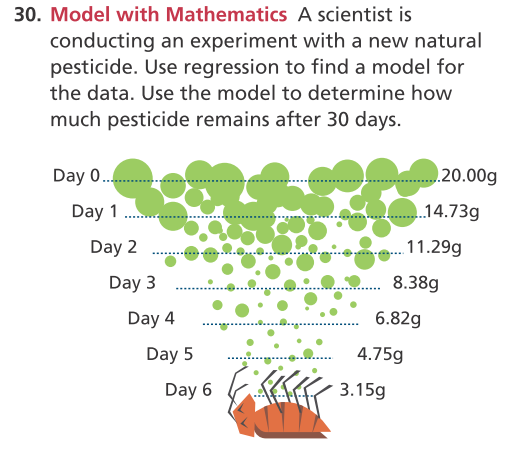 30. Model with Mathematics A scientist is
conducting an experiment with a new natural
pesticide. Use regression to find a model for
the data. Use the model to determine how
much pesticide remains after 30 days.
Day 0 20.00g
Day 1 14.73g
Day 2 11.29g
Day 3 8.38g
Day 4 6.82g
Day 5 4.75g
Day 6 3.15g